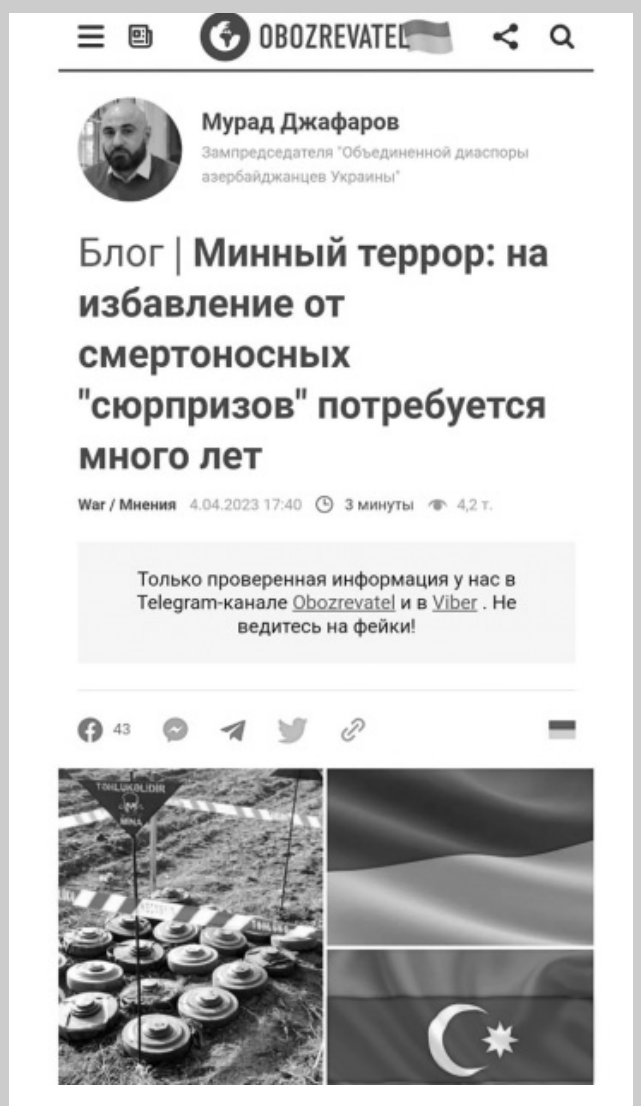 OBOZREVATEL
Мурад Джафаров
Зампредседателя "Объединенной диаспоры
азербайджанцев Украины"
Блог | Минный террор: на
избавление от
смертоносных
"сюрпризов" потребуется
много лет
War / Мнения 4.04.2023 17:40 3 минуты 4,2 т.
Только проверенная информация у нас в
Telegram-канале Obozrevatel и в Viber . Не
ведитесь на фейки!
43
TƏHLÜKƏLİDİR
MİNA